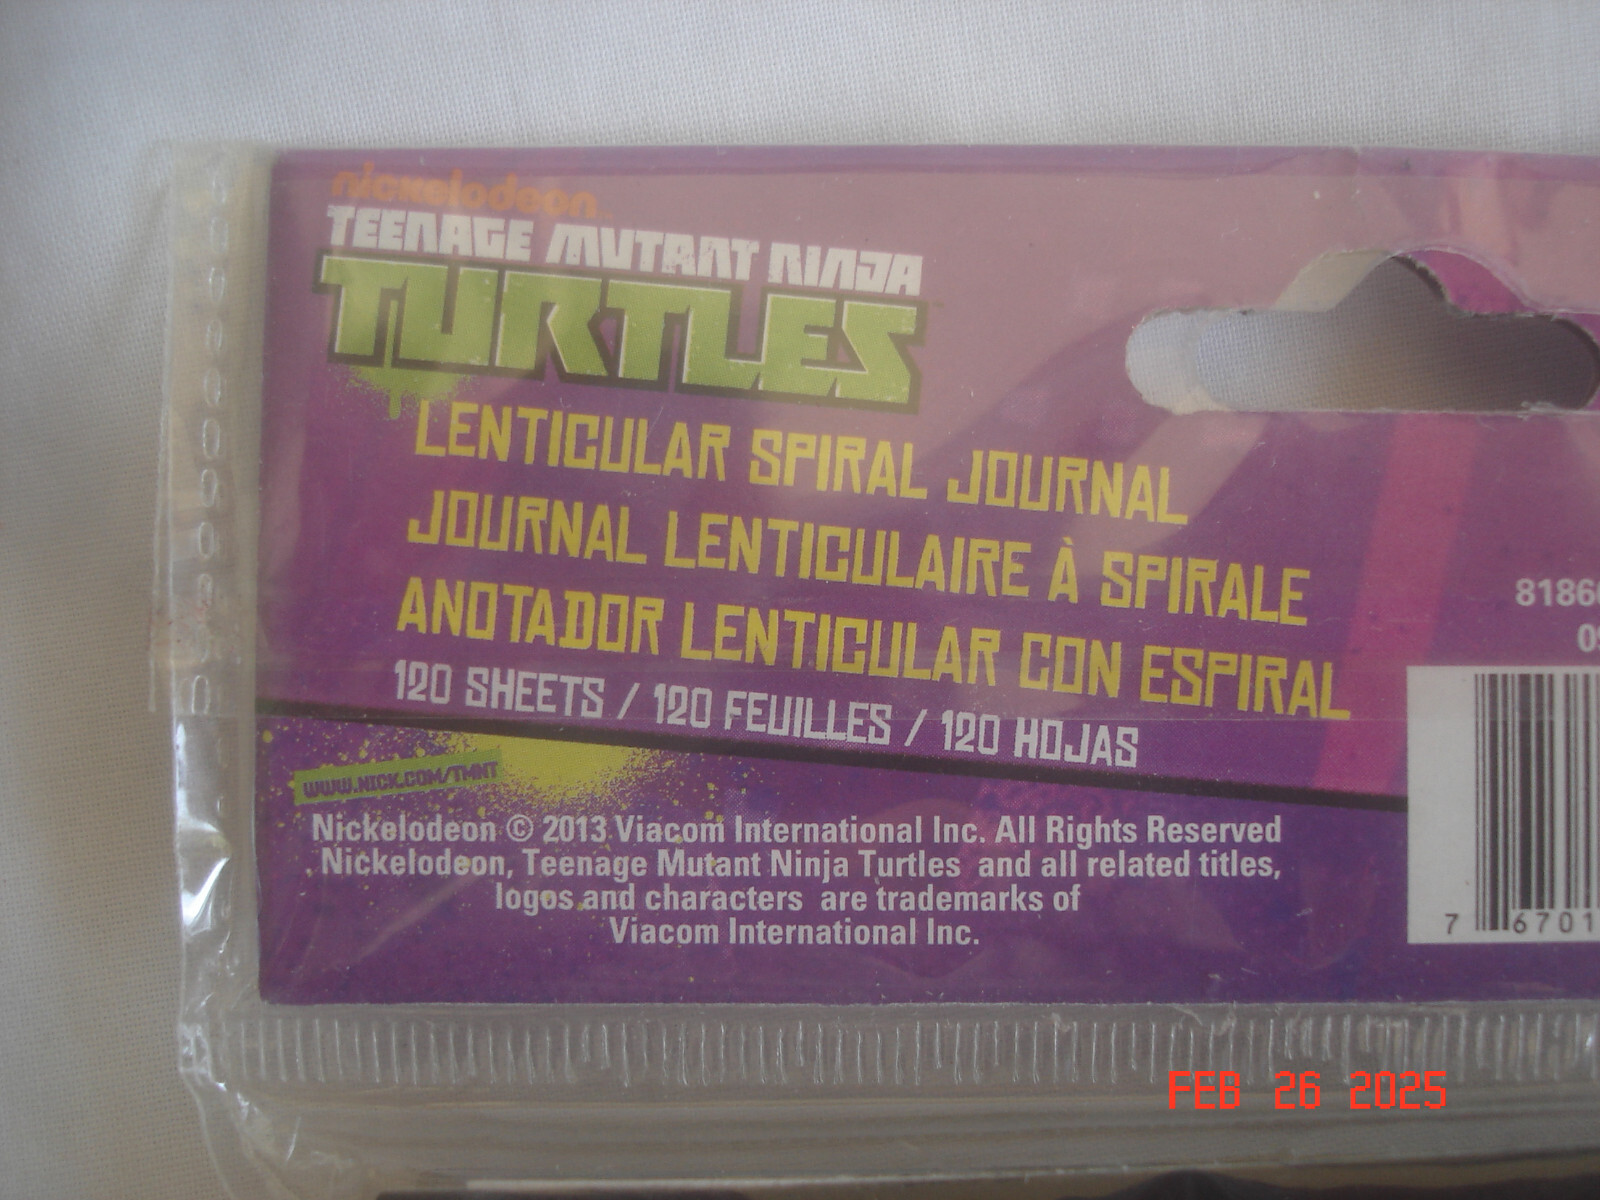 nickelodeon
TEENAGE MUTANT NINJA
TURTLES
LENTICULAR SPIRAL JOURNAL
JOURNAL LENTICULAIRE À SPIRALE
ANOTADOR LENTICULAR CON ESPIRAL
120 SHEETS / 120 FEUILLES / 120 HOJAS
WWW.NICK.COM/TMNT
Nickelodeon © 2013 Viacom International Inc. All Rights Reserved
Nickelodeon, Teenage Mutant Ninja Turtles and all related titles,
logos and characters are trademarks of
Viacom International Inc.
7 6701
FEB 26 2025